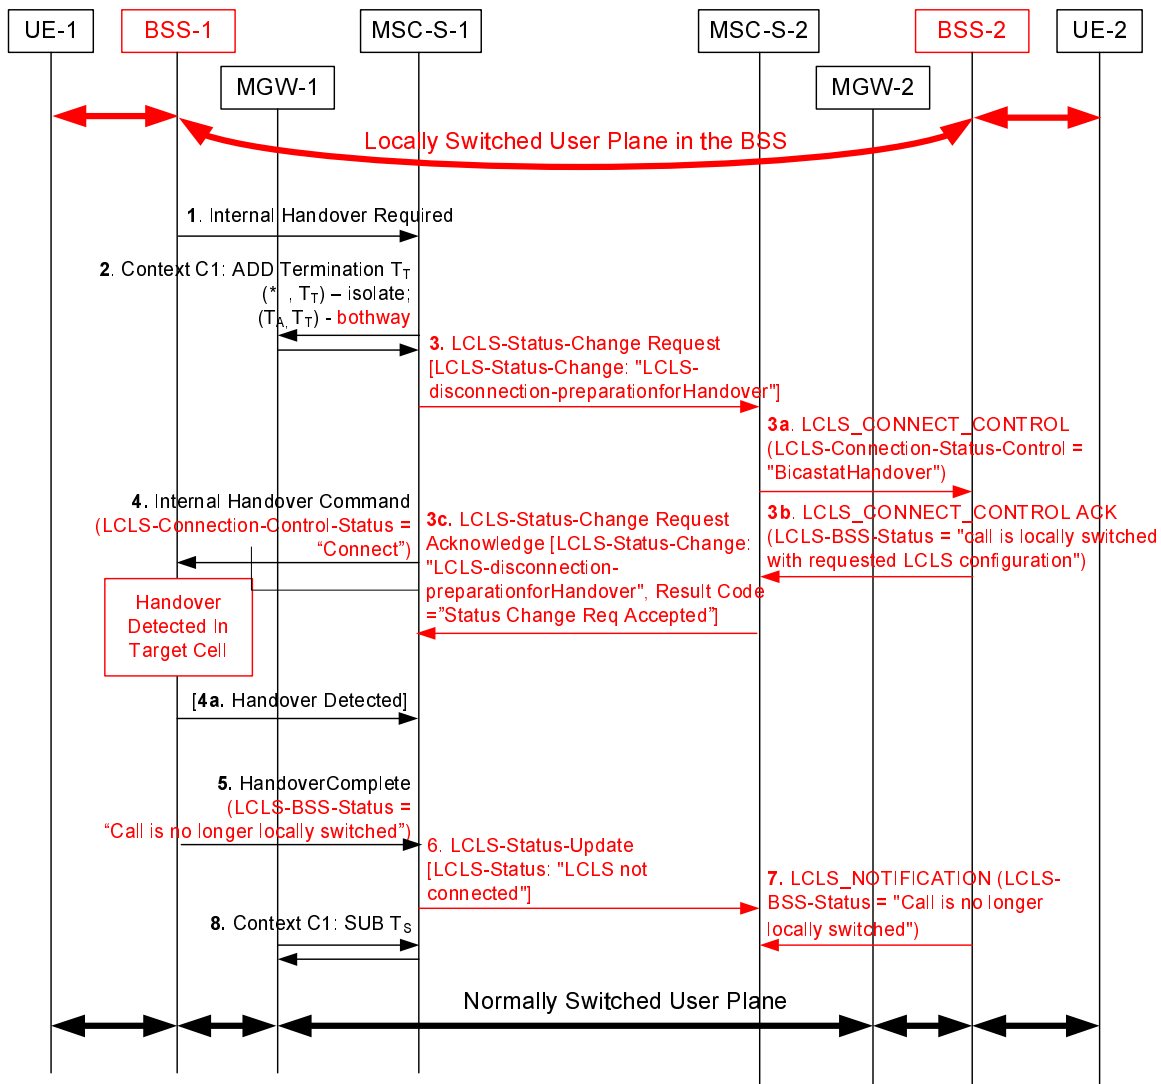 UE-1
BSS-1
MSC-S-1
MSC-S-2
BSS-2
UE-2
MGW-1
MGW-2
Locally Switched User Plane in the BSS
1. Internal Handover Required
2. Context C1: ADD Termination TT
(* , TT) – isolate;
(TA, TT) - bothway
3. LCLS-Status-Change Request
[LCLS-Status-Change: "LCLS-
disconnection-preparationforHandover"]
3a. LCLS_CONNECT_CONTROL
(LCLS-Connection-Status-Control =
"BicastatHandover")
4. Internal Handover Command
(LCLS-Connection-Control-Status =
“Connect”)
3b. LCLS_CONNECT_CONTROL ACK
(LCLS-BSS-Status = "call is locally switched
with requested LCLS configuration")
3c. LCLS-Status-Change Request
Acknowledge [LCLS-Status-Change:
"LCLS-disconnection-
preparationforHandover", Result Code
=”Status Change Req Accepted”]
Handover
Detected In
Target Cell
[4a. Handover Detected]
5. HandoverComplete
(LCLS-BSS-Status =
“Call is no longer locally switched”)
6. LCLS-Status-Update
[LCLS-Status: "LCLS not
connected"]
7. LCLS_NOTIFICATION (LCLS-
BSS-Status = "Call is no longer
locally switched")
8. Context C1: SUB TS
Normally Switched User Plane